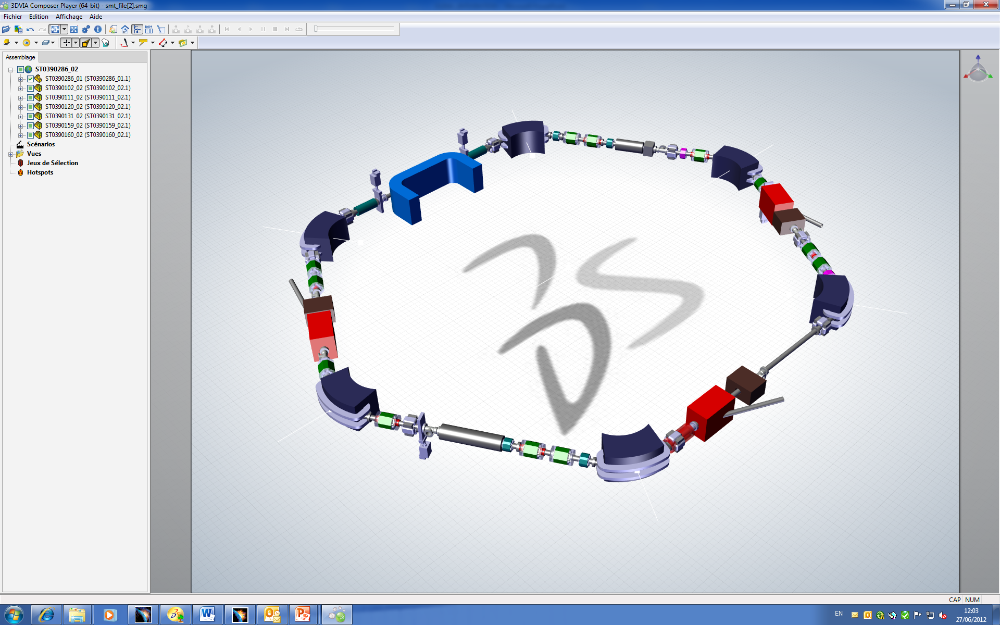 3DVIA Composer Player (64-bit) - smt_file[2].smg
Fichier Edition Affichage Aide
BOM
Assemblage
ST0390286_02
ST0390286_01 (ST0390286_01.1)
ST0390102_02 (ST0390102_02.1)
ST0390111_02 (ST0390111_02.1)
ST0390120_02 (ST0390120_02.1)
ST0390131_02 (ST0390131_02.1)
ST0390159_02 (ST0390159_02.1)
ST0390160_02 (ST0390160_02.1)
Scénarios
Vues
Jeux de Sélection
Hotspots
CAP NUM
EN
12:03
27/06/2012